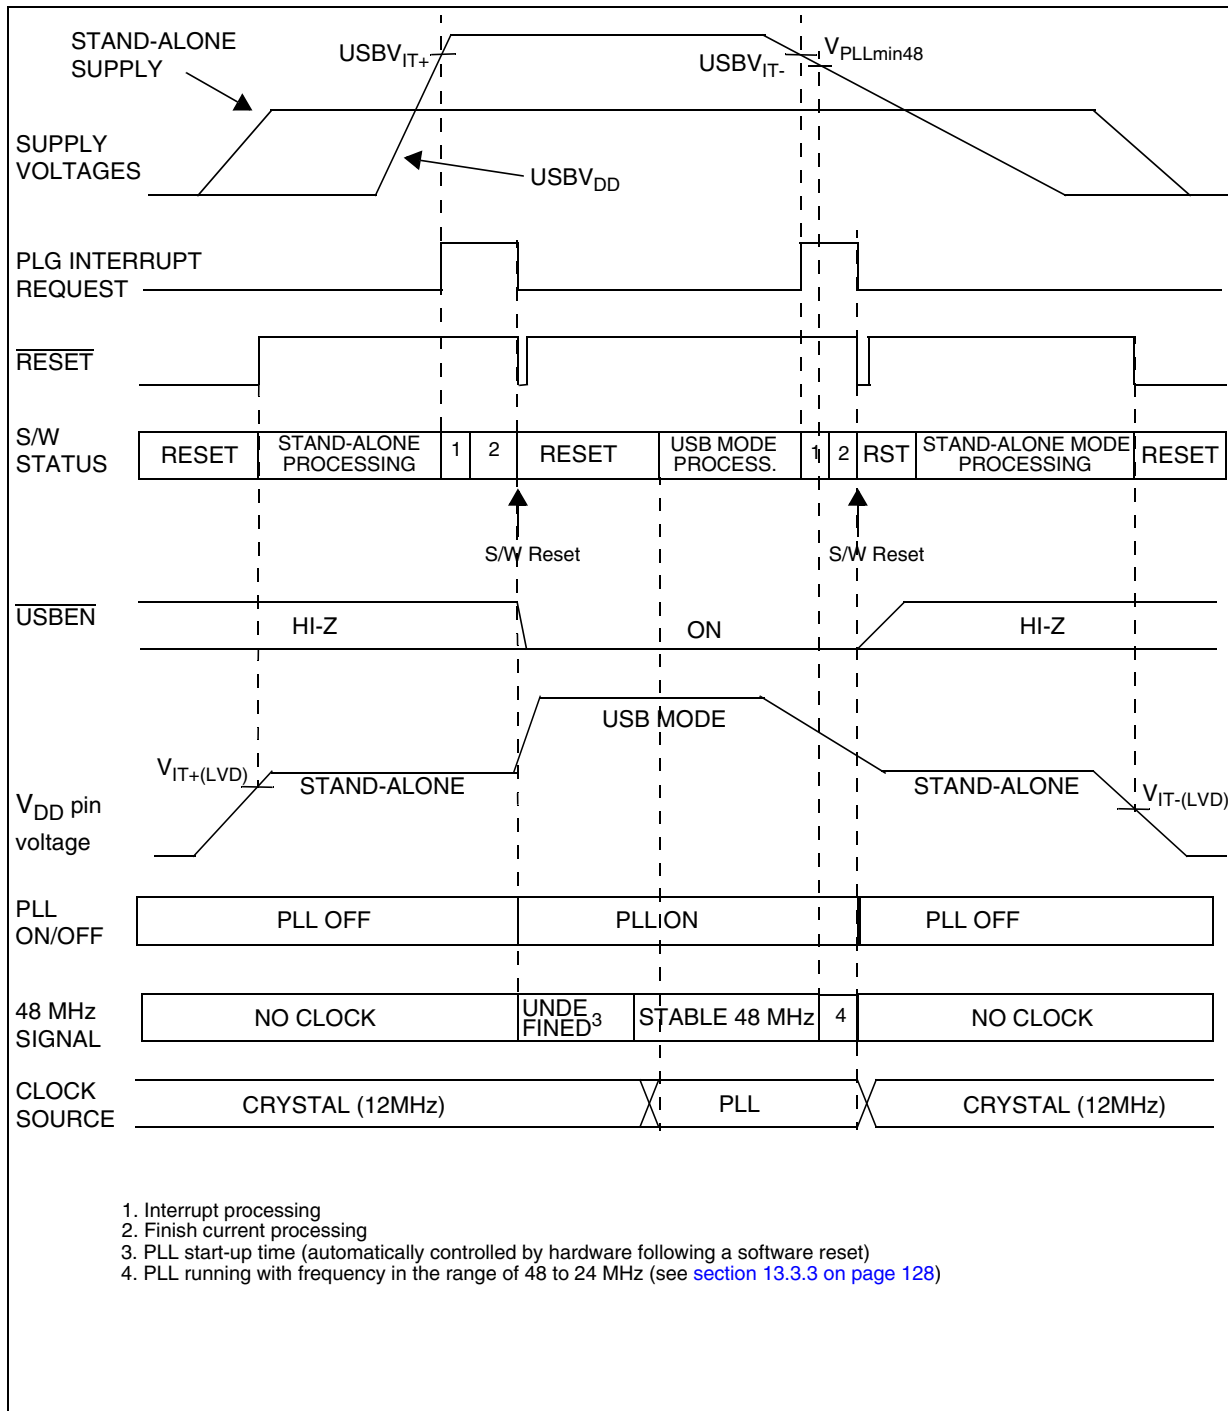 STAND-ALONE
SUPPLY
USBVIT+
USBVIT-
VPLLmin48
SUPPLY
VOLTAGES
USBVDD
PLG INTERRUPT
REQUEST
RESET
S/W
STATUS
RESET
STAND-ALONE
PROCESSING
1
2
RESET
USB MODE
PROCESS.
1
2
RST
STAND-ALONE MODE
PROCESSING
RESET
S/W Reset
S/W Reset
USBEN
HI-Z
ON
HI-Z
USB MODE
VIT+(LVD)
STAND-ALONE
STAND-ALONE
VIT-(LVD)
VDD pin
voltage
PLL
ON/OFF
PLL OFF
PLL ON
PLL OFF
48 MHz
SIGNAL
NO CLOCK
UNDE
FINED3
STABLE 48 MHz
4
NO CLOCK
CLOCK
SOURCE
CRYSTAL (12MHz)
PLL
CRYSTAL (12MHz)
1. Interrupt processing
2. Finish current processing
3. PLL start-up time (automatically controlled by hardware following a software reset)
4. PLL running with frequency in the range of 48 to 24 MHz (see section 13.3.3 on page 128)